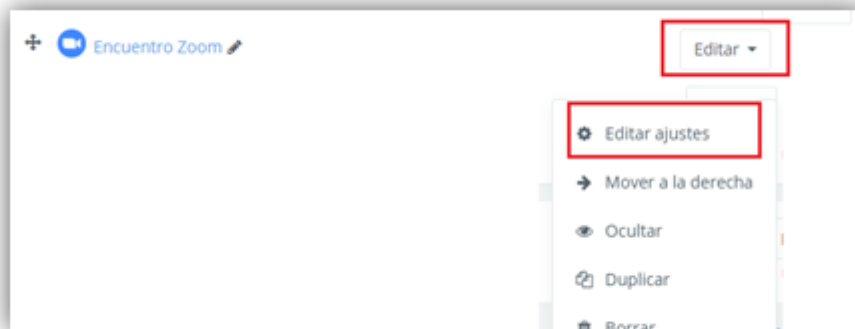 Encuentro Zoom
Editar
Editar ajustes
Mover a la derecha
Ocultar
Duplicar
Borrar